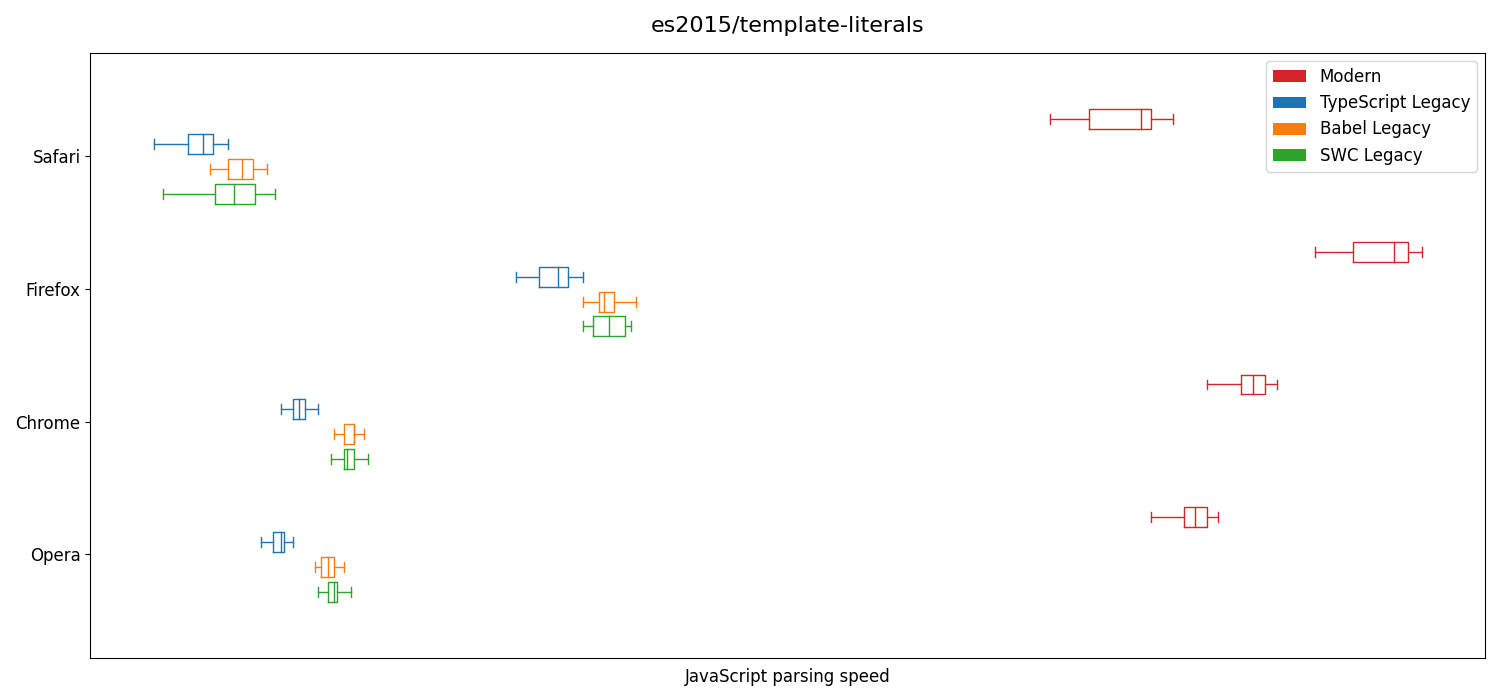 es2015/template-literals
Modern
TypeScript Legacy
Babel Legacy
SWC Legacy
Safari
Firefox
Chrome
Opera
JavaScript parsing speed